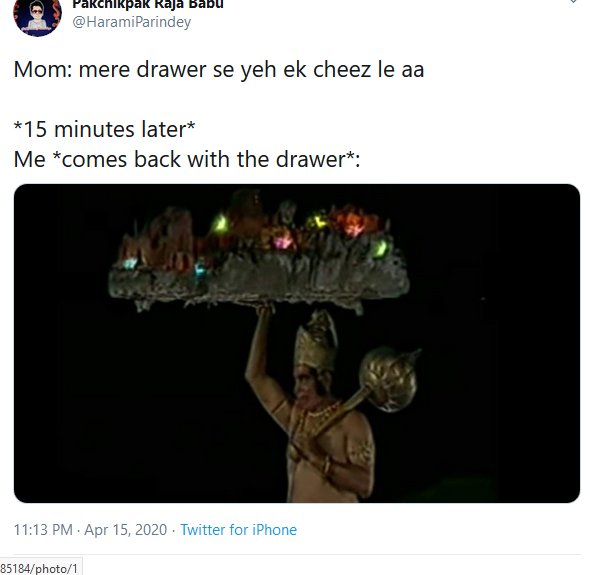 Pakchikpak Raja Babu
@HaramiParindey
Mom: mere drawer se yeh ek cheez le aa
*15 minutes later*
Me *comes back with the drawer*:
11:13 PM · Apr 15, 2020 · Twitter for iPhone
85184/photo/1